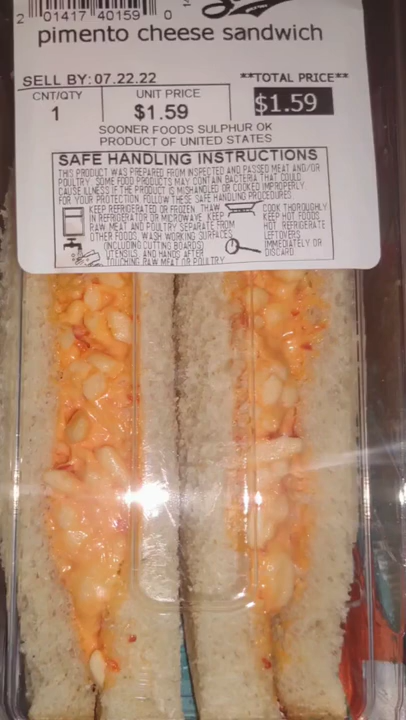 2 01417 40159 0
pimento cheese sandwich
SELL BY: 07.22.22
**TOTAL PRICE**
CNT/QTY
UNIT PRICE
1
$1.59
$1.59
SOONER FOODS SULPHUR OK
PRODUCT OF UNITED STATES
SAFE HANDLING INSTRUCTIONS
THIS PRODUCT WAS PREPARED FROM INSPECTED AND PASSED MEAT AND/OR
POULTRY. SOME FOOD PRODUCTS MAY CONTAIN BACTERIA THAT COULD
CAUSE ILLNESS IF THE PRODUCT IS MISHANDLED OR COOKED IMPROPERLY.
FOR YOUR PROTECTION, FOLLOW THESE SAFE HANDLING PROCEDURES
KEEP REFRIGERATED OR FROZEN. THAW
IN REFRIGERATOR OR MICROWAVE. KEEP
RAW MEAT AND POULTRY SEPARATE FROM
OTHER FOODS. WASH WORKING SURFACES
(INCLUDING CUTTING BOARDS)
UTENSILS, AND HANDS AFTER
TOUCHING RAW MEAT OR POULTRY
COOK THOROUGHLY
KEEP HOT FOODS
HOT. REFRIGERATE
LEFTOVERS
IMMEDIATELY OR
DISCARD.